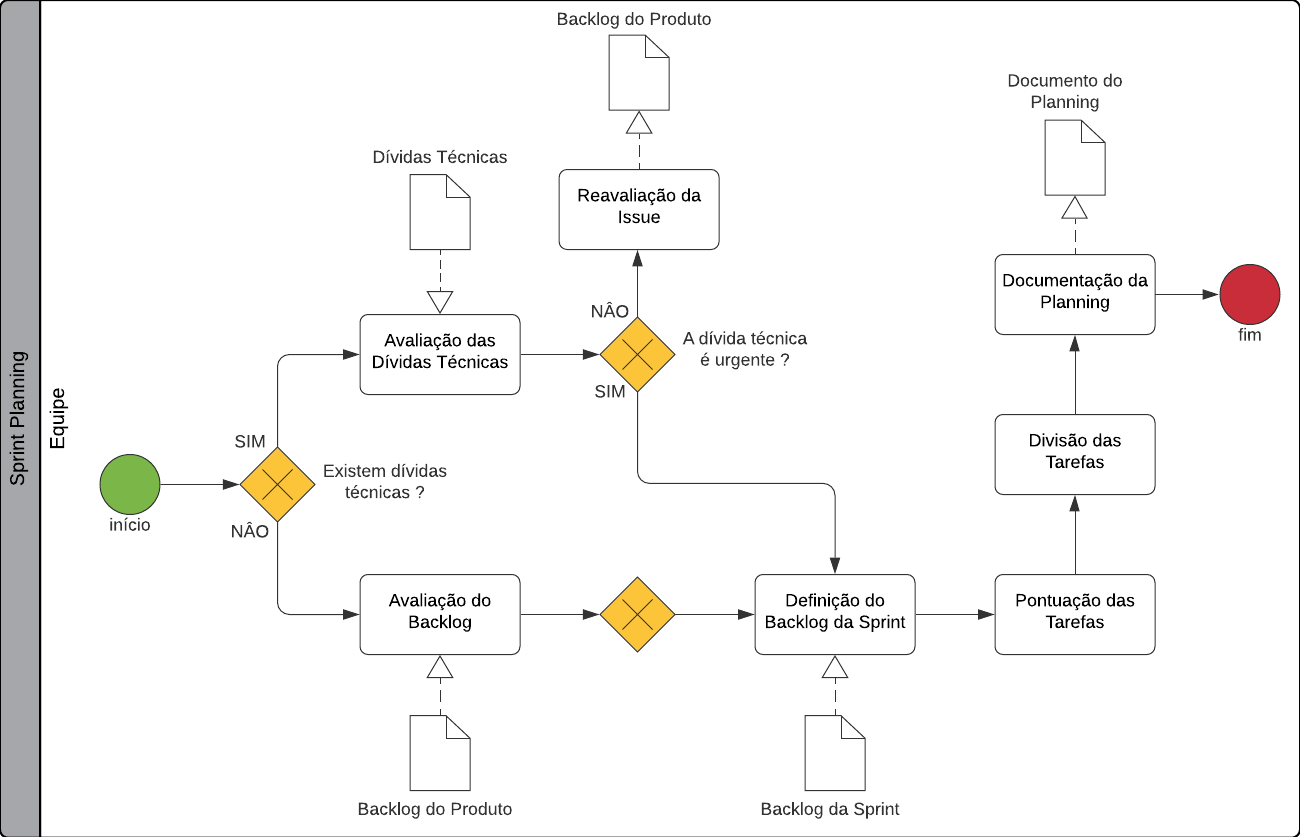 Sprint Planning
Equipe
Backlog do Produto
Documento do
Planning
Dívidas Técnicas
Reavaliação da
Issue
Documentação da
Planning
fim
NÂO
A dívida técnica
é urgente ?
SIM
Avaliação das
Dívidas Técnicas
SIM
Existem dívidas
técnicas ?
NÂO
início
Divisão das
Tarefas
Avaliação do
Backlog
Definição do
Backlog da Sprint
Pontuação das
Tarefas
Backlog do Produto
Backlog da Sprint